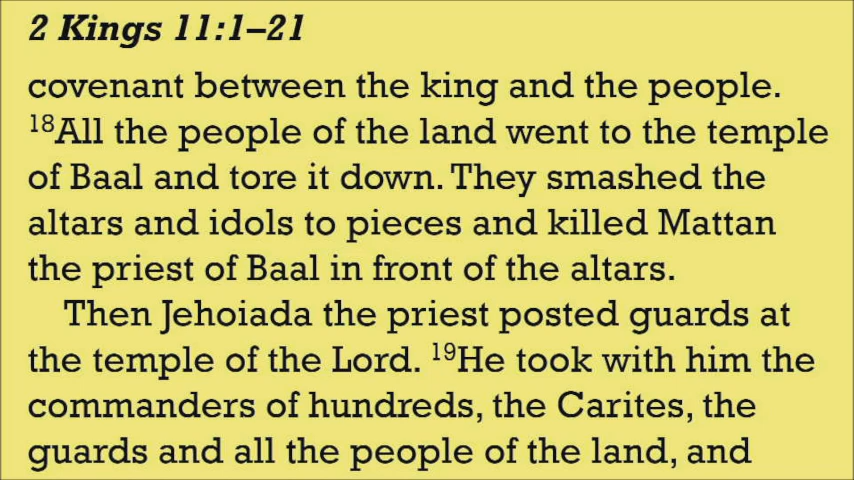 2 Kings 11:1–21
covenant between the king and the people.
18All the people of the land went to the temple
of Baal and tore it down. They smashed the
altars and idols to pieces and killed Mattan
the priest of Baal in front of the altars.
Then Jehoiada the priest posted guards at
the temple of the Lord. 19He took with him the
commanders of hundreds, the Carites, the
guards and all the people of the land, and